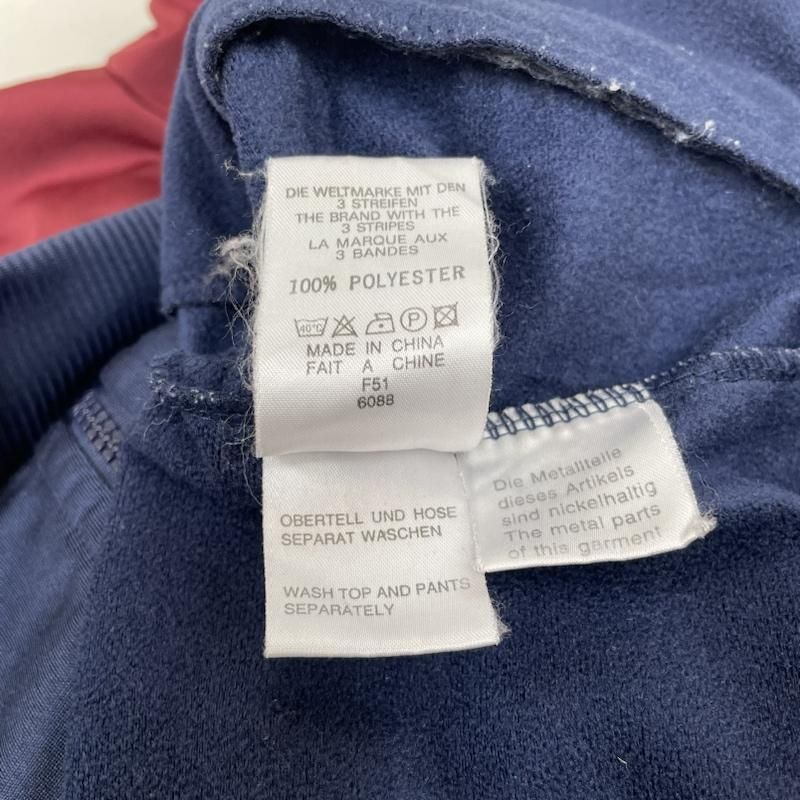 DIE WELTMARKE MIT DEN
3 STREIFEN
THE BRAND WITH THE
3 STRIPES
LA MARQUE AUX
3 BANDES
100% POLYESTER
40°C P
MADE IN CHINA
FAIT A CHINE
F51
6088
OBERTELL UND HOSE
SEPARAT WASCHEN
WASH TOP AND PANTS
SEPARATELY
Die Metallteile
dieses Artikels
sind nickelhaltig
The metal parts
of this garment